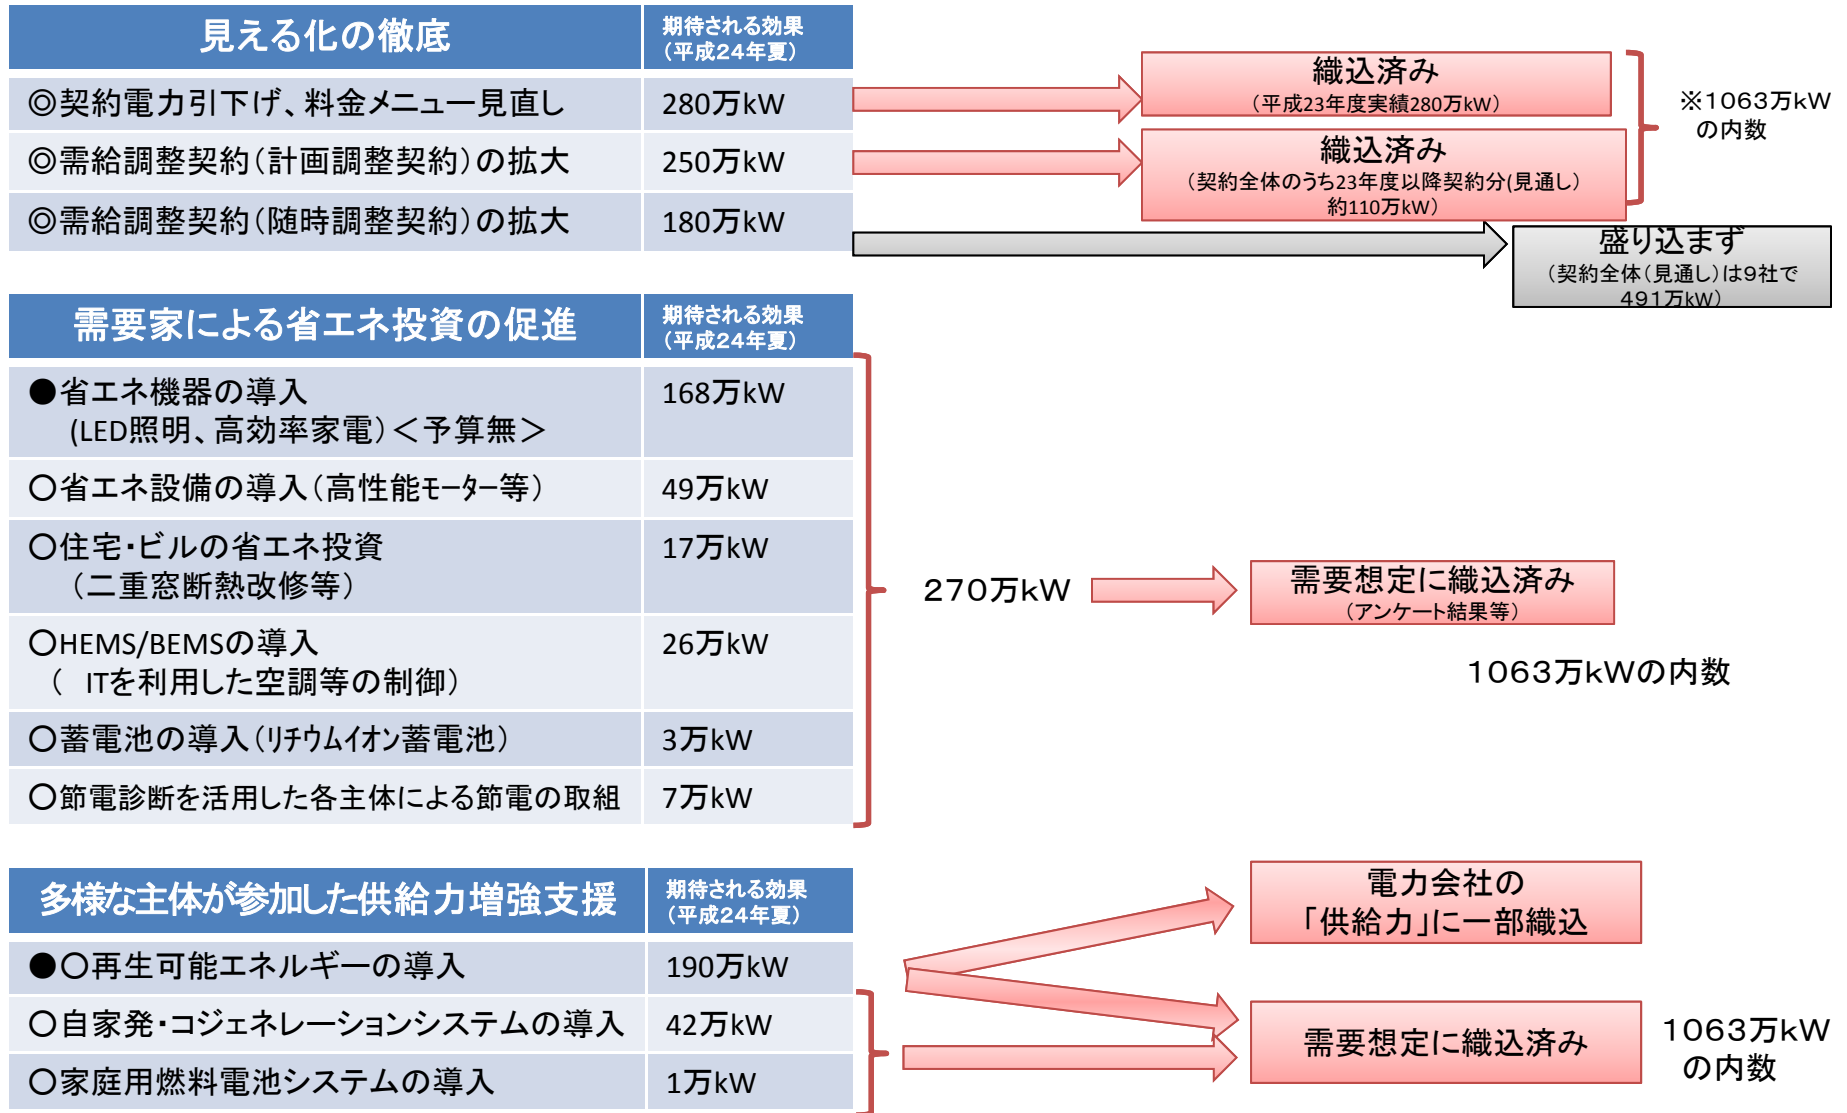 見える化の徹底
期待される効果
（平成24年夏）
◎契約電力引下げ、料金メニュー見直し
280万kW
◎需給調整契約（計画調整契約）の拡大
250万kW
◎需給調整契約（随時調整契約）の拡大
180万kW
織込済み
（平成23年度実績280万kW）
織込済み
（契約全体のうち23年度以降契約分(見通し）
約110万kW）
※1063万kW
の内数
盛り込まず
（契約全体（見通し）は9社で
491万kW）
需要家による省エネ投資の促進
期待される効果
（平成24年夏）
●省エネ機器の導入
(LED照明、高効率家電）＜予算無＞
168万kW
○省エネ設備の導入（高性能ﾓｰﾀｰ等）
49万kW
○住宅・ビルの省エネ投資
（二重窓断熱改修等）
17万kW
○HEMS/BEMSの導入
（　ITを利用した空調等の制御）
26万kW
○蓄電池の導入（ﾘﾁｳﾑｲｵﾝ蓄電池）
3万kW
○節電診断を活用した各主体による節電の取組
7万kW
270万kW
需要想定に織込済み
（アンケート結果等）
1063万kWの内数
多様な主体が参加した供給力増強支援
期待される効果
（平成24年夏）
●○再生可能エネルギーの導入
190万kW
○自家発・コジェネレーションシステムの導入
42万kW
○家庭用燃料電池システムの導入
1万kW
電力会社の
「供給力」に一部織込
需要想定に織込済み
1063万kW
の内数